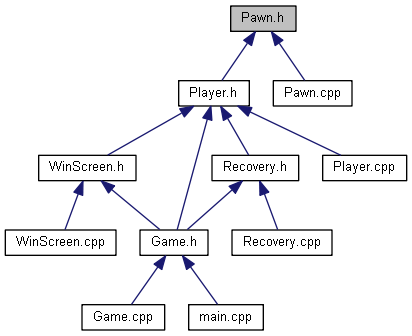 Pawn.h
Player.h
Pawn.cpp
WinScreen.h
Recovery.h
Player.cpp
WinScreen.cpp
Game.h
Recovery.cpp
Game.cpp
main.cpp